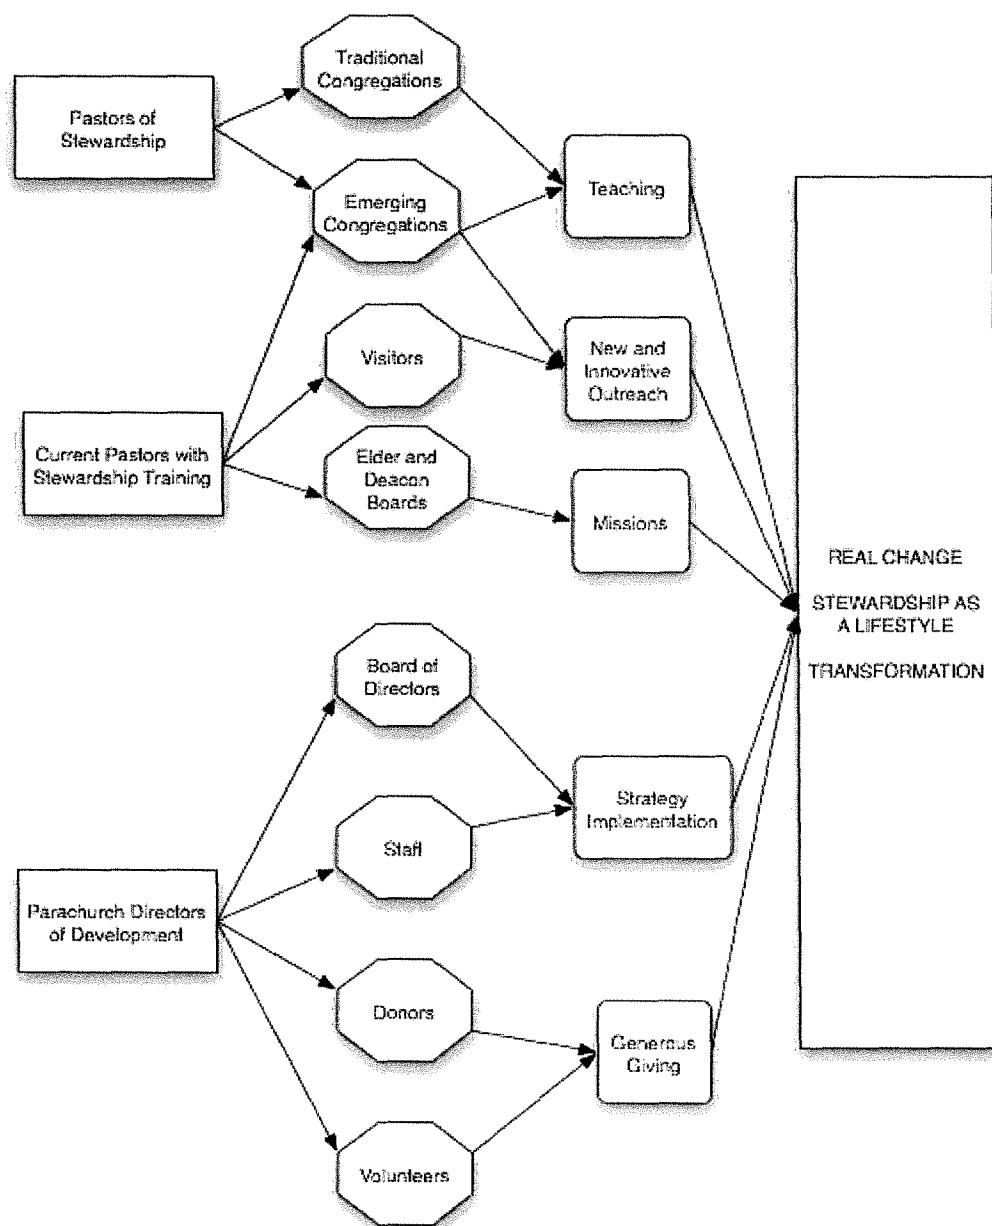 Traditional
Congregations
Pastors of
Stewardship
Emerging
Congregations
Teaching
Visitors
New and
Innovative
Outreach
Current Pastors with
Stewardship Training
Elder and
Deacon
Boards
Missions
REAL CHANGE
STEWARDSHIP AS
A LIFESTYLE
TRANSFORMATION
Board of
Directors
Strategy
Implementation
Staff
Parachurch Directors
of Development
Donors
Generous
Giving
Volunteers